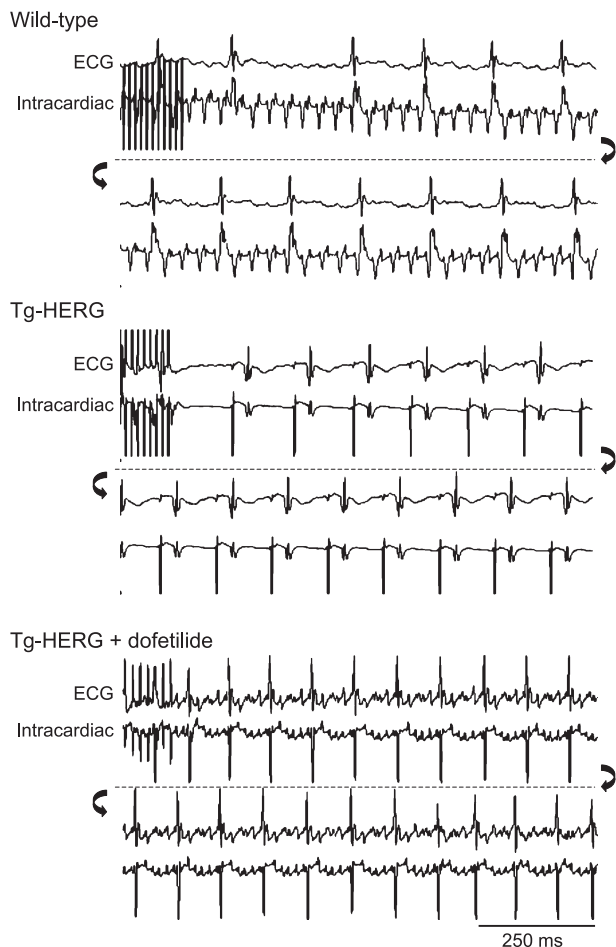 Wild-type
ECG
Intracardiac
Tg-HERG
ECG
Intracardiac
Tg-HERG + dofetilide
ECG
Intracardiac
250 ms